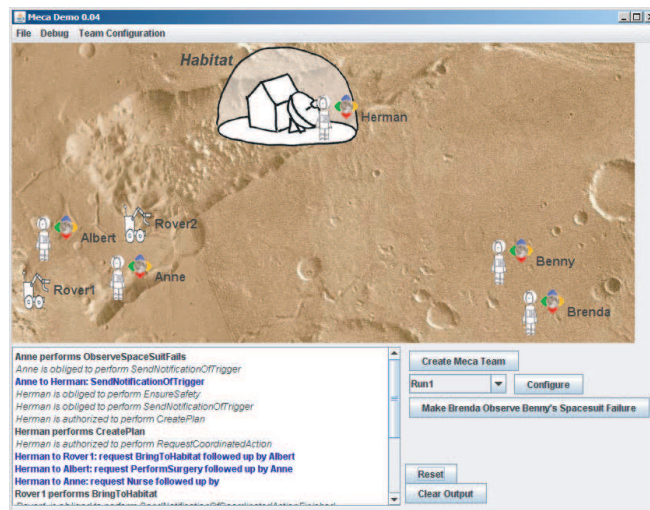 Meca Demo 0.04
File Debug Team Configuration
Habitat
Herman
Albert
Rover2
Anne
Rover1
Benny
Brenda
Anne performs ObserveSpaceSuitFails
Anne is obliged to perform SendNotificationOfTrigger
Anne to Herman: SendNotificationOfTrigger
Herman is obliged to perform EnsureSafety
Herman is obliged to perform SendNotificationOfTrigger
Herman is authorized to perform CreatePlan
Herman performs CreatePlan
Herman is authorized to perform RequestCoordinatedAction
Herman to Rover1: request BringToHabitat followed up by Albert
Herman to Albert: request PerformSurgery followed up by Anne
Herman to Anne: request Nurse followed up by
Rover1 performs BringToHabitat
Create Meca Team
Run1
Configure
Make Brenda Observe Benny's Spacesuit Failure
Reset
Clear Output